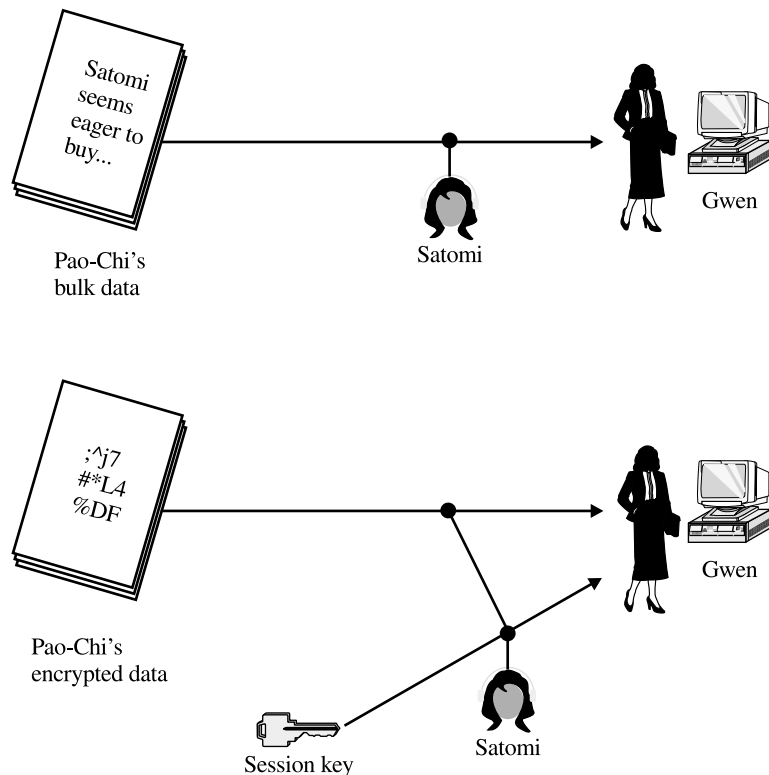 Satomi
seems
eager to
buy...
Gwen
Satomi
Pao-Chi's
bulk data
;^j7
#*L4
%DF
Gwen
Pao-Chi's
encrypted data
Satomi
Session key